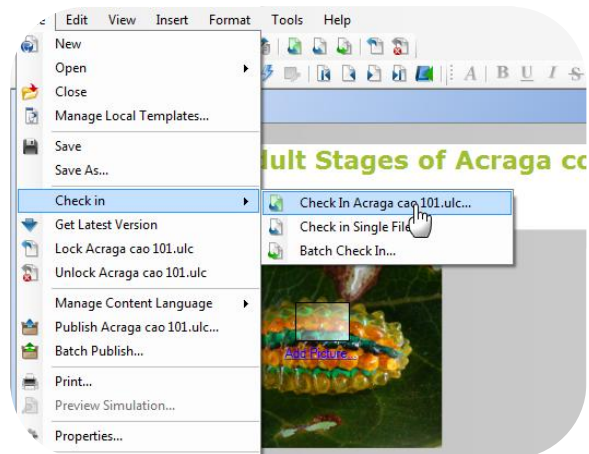 Edit View Insert Format Tools Help
New
Open
Close
Manage Local Templates...
A B U I S
Save
Save As...
dult Stages of Acraga co
Check in
Check In Acraga cao 101.ulc...
Get Latest Version
Check in Single File
Lock Acraga cao 101.ulc
Batch Check In...
Unlock Acraga cao 101.ulc
Manage Content Language
Publish Acraga cao 101.ulc...
Add Picture...
Batch Publish...
Print...
Preview Simulation...
Properties...